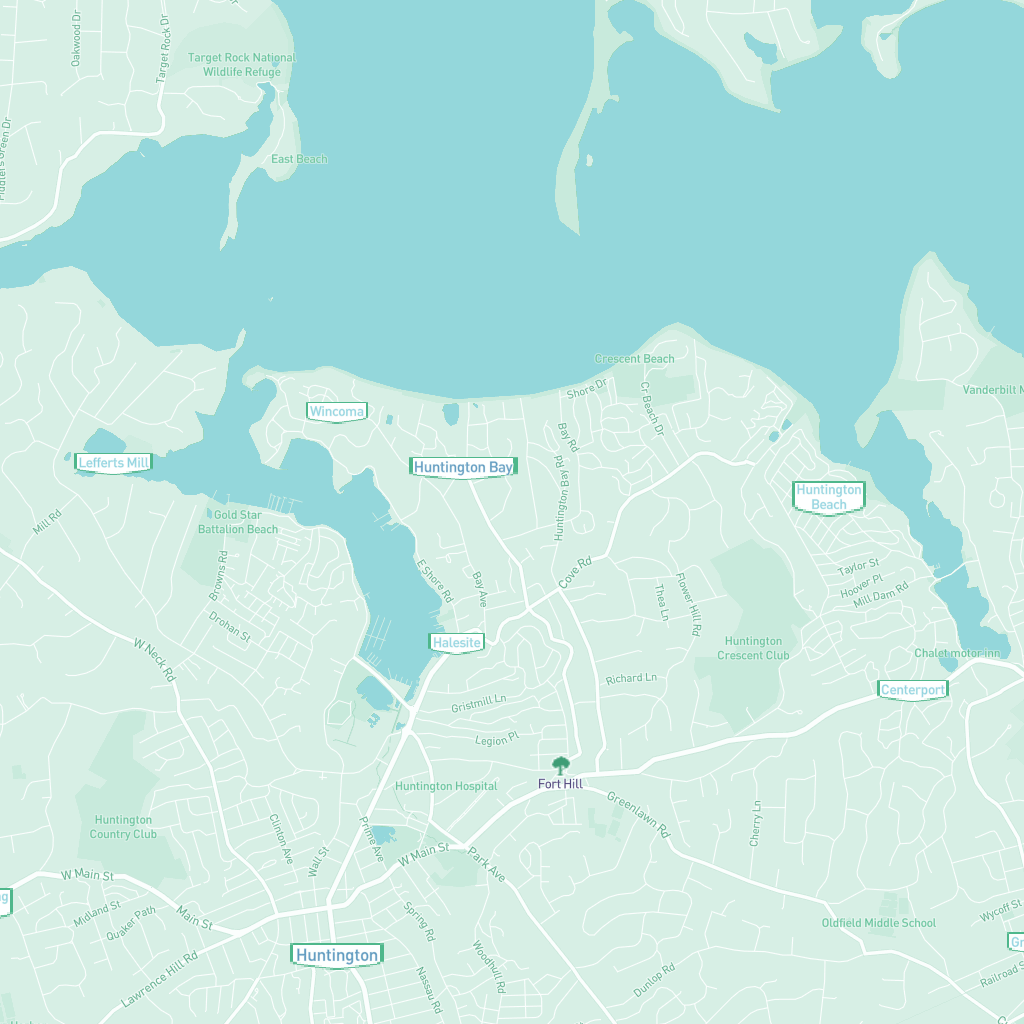 Oakwood Dr
Target Rock Dr
Target Rock National
Wildlife Refuge
East Beach
Fiddlers Green Dr
Crescent Beach
Shore Dr
Cr Beach Dr
Vanderbilt M
Wincoma
Bay Rd
Lefferts Mill
Huntington Bay
Huntington Bay Rd
Huntington
Beach
Gold Star
Battalion Beach
Mill Rd
Browns Rd
E Shore Rd
Bay Ave
Cove Rd
Thea Ln
Flower Hill Rd
Taylor St
Hoover Pl
Mill Dam Rd
Drohan St
W Neck Rd
Halesite
Huntington
Crescent Club
Chalet motor inn
Richard Ln
Centerport
Gristmill Ln
Legion Pl
Huntington Hospital
Fort Hill
Greenlawn Rd
Cherry Ln
Huntington
Country Club
Clinton Ave
Wall St
Prime Ave
W Main St
Park Ave
W Main St
Midland St
Quaker Path
Main St
Spring Rd
Oldfield Middle School
Wycoff St
Huntington
Lawrence Hill Rd
Nassau Rd
Woodhull Rd
Dunlop Rd
Railroad S
Gr